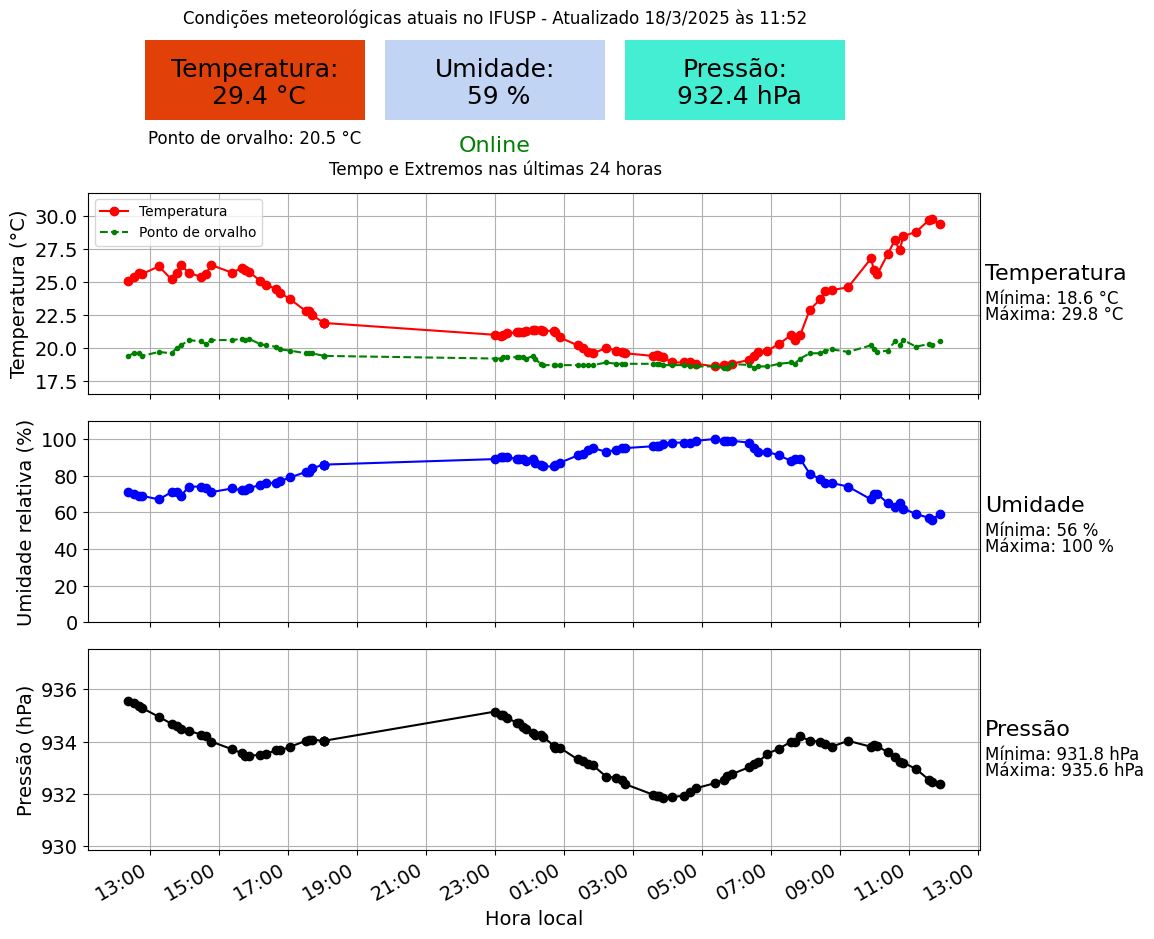 Condições meteorológicas atuais no IFUSP - Atualizado 18/3/2025 às 11:52
Temperatura:
29.4 °C
Umidade:
59 %
Pressão:
932.4 hPa
Ponto de orvalho: 20.5 °C
Online
Tempo e Extremos nas últimas 24 horas
Temperatura (°C)
30.0
27.5
25.0
22.5
20.0
17.5
Temperatura
Ponto de orvalho
Temperatura
Mínima: 18.6 °C
Máxima: 29.8 °C
Umidade relativa (%)
100
80
60
40
20
0
Umidade
Mínima: 56 %
Máxima: 100 %
Pressão (hPa)
936
934
932
930
Pressão
Mínima: 931.8 hPa
Máxima: 935.6 hPa
13:00
15:00
17:00
19:00
21:00
23:00
01:00
03:00
05:00
07:00
09:00
11:00
13:00
Hora local